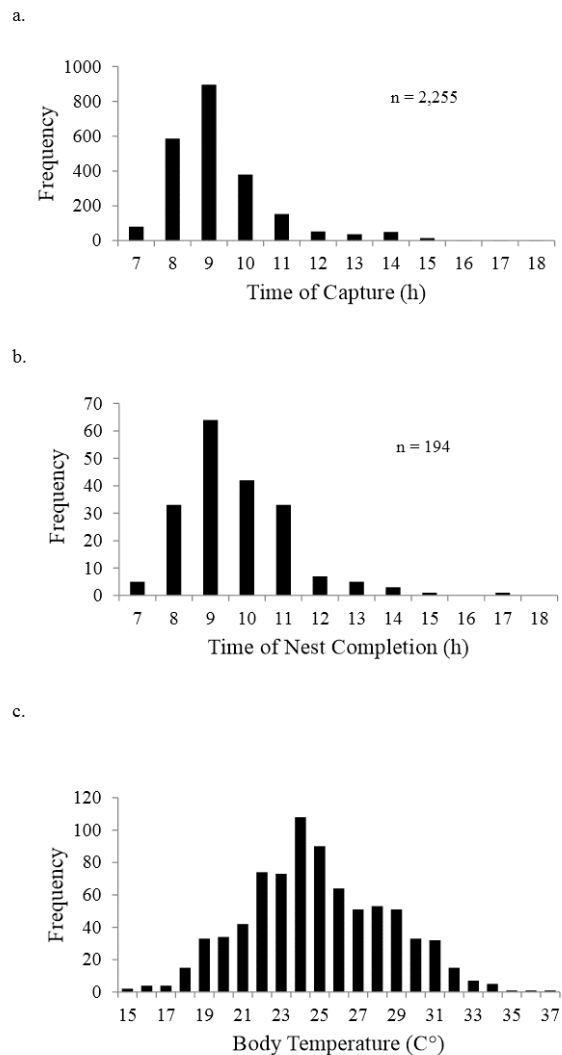 a.
1000
800
600
400
200
0
Frequency
n = 2,255
7 8 9 10 11 12 13 14 15 16 17 18
Time of Capture (h)
b.
70
60
50
40
30
20
10
0
Frequency
n = 194
7 8 9 10 11 12 13 14 15 16 17 18
Time of Nest Completion (h)
c.
120
100
80
60
40
20
0
Frequency
15 17 19 21 23 25 27 29 31 33 35 37
Body Temperature (C°)